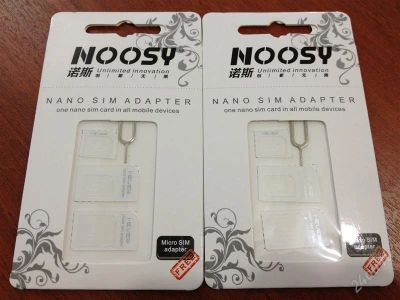 NOOSY
诺斯
Unlimited innovation
NANO SIM ADAPTER
one nano sim card in all mobile devices
Micro SIM
adapter
FREE
NOOSY
诺斯
Unlimited innovation
NANO SIM ADAPTER
one nano sim card in all mobile devices
Micro SIM
adapter
FREE